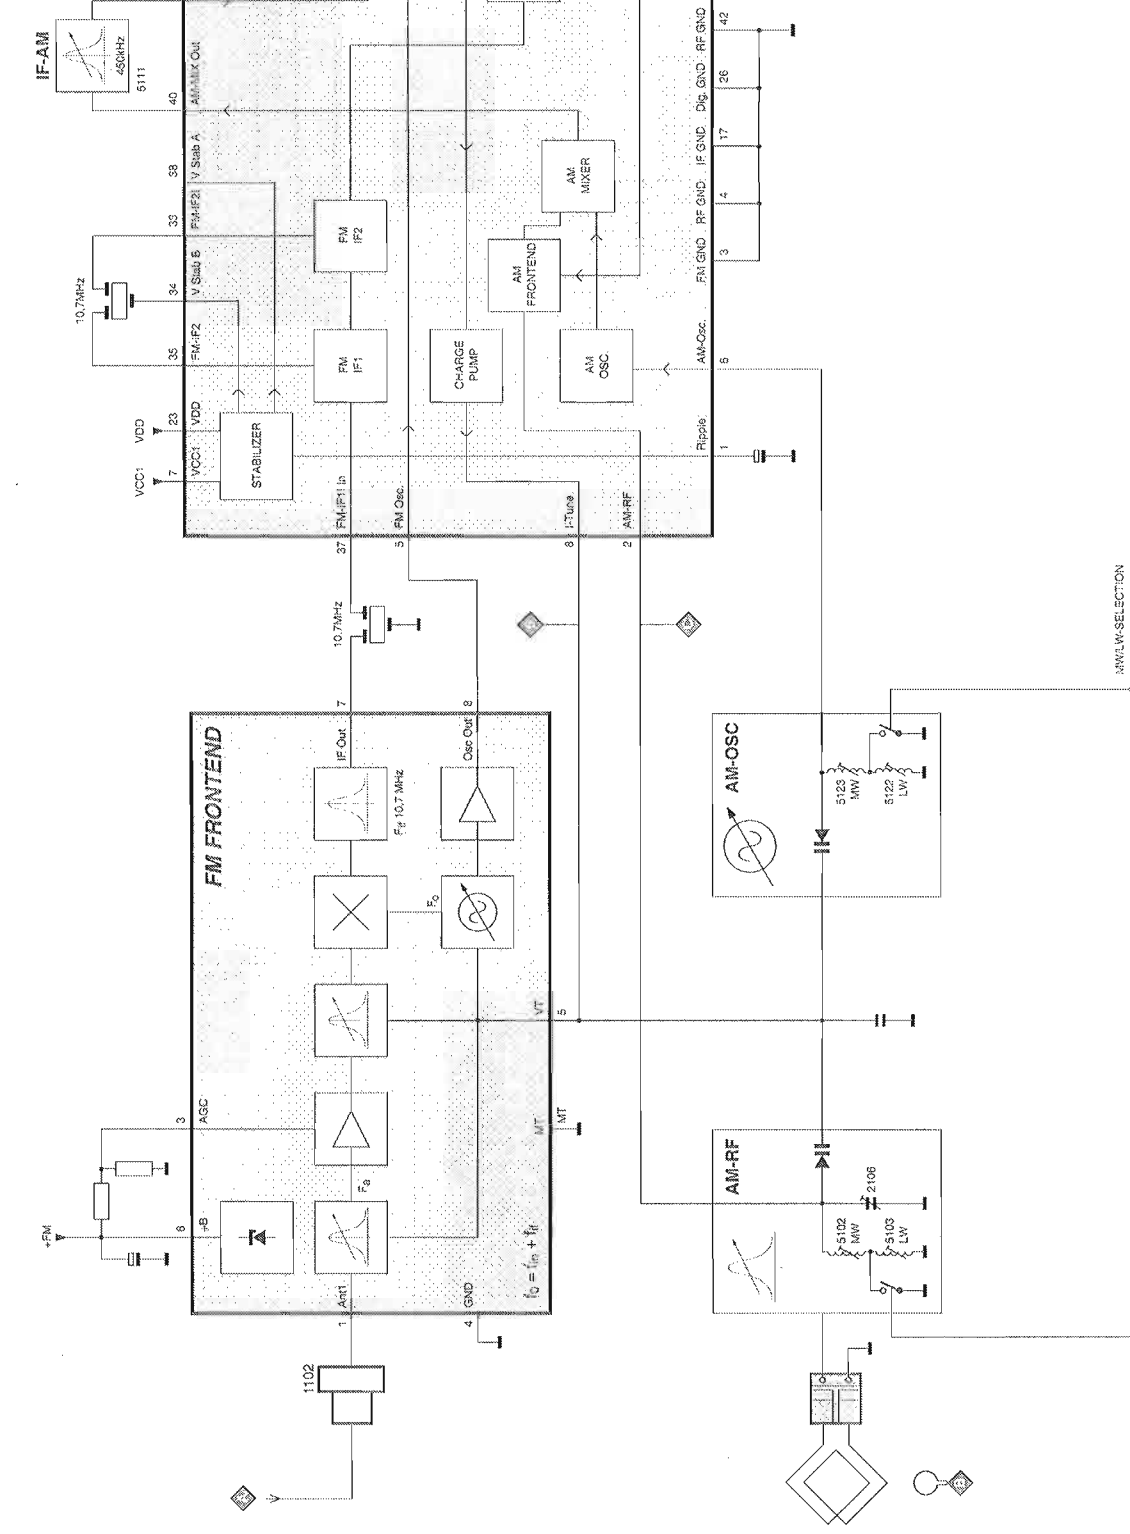 IF-AM
450kHz
5111
40
AM-MIX Out
38
V Stab A
33
FM-IF2I
34
V Stab B
35
FM-IF2
10.7MHz
VDD
23
VDD
VCC1
7
VCC1
STABILIZER
FM
IF2
FM
IF1
CHARGE
PUMP
AM
MIXER
AM
FRONTEND
AM
OSC.
42
RF GND
26
Dig. GND
17
IF GND
4
RF GND
3
FM GND
6
AM-Osc.
1
Ripple
37
FM-IF1I In
5
FM Osc.
8
I-Tune
2
AM-RF
10.7MHz
FM FRONTEND
7
IF Out
8
Osc Out
Fif 10.7 MHz
Fo
VT
5
MT
MT
3
AGC
+FM
6
+B
Fa
1
Ant1
4
GND
fo = fin + fif
1102
AM-OSC
5123
MW
5122
LW
MW/LW-SELECTION
AM-RF
2106
5102
MW
5103
LW